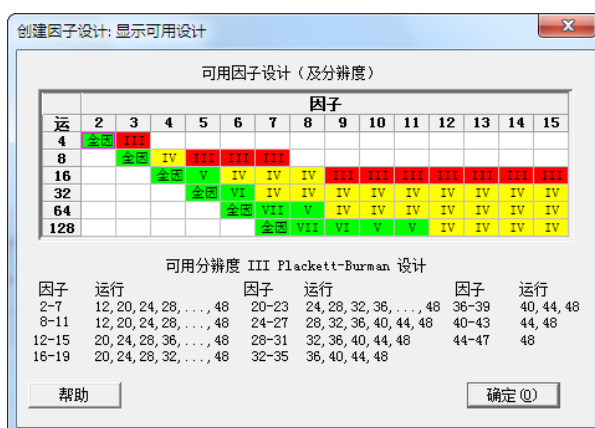 创建因子设计: 显示可用设计
可用因子设计（及分辨度）
因子
运 2 3 4 5 6 7 8 9 10 11 12 13 14 15
4 全因 III
8 全因 IV III III III
16 全因 V IV IV IV III III III III III III III
32 全因 VI IV IV IV IV IV IV IV IV IV
64 全因 VII V IV IV IV IV IV IV IV
128 全因 VII VI V V IV IV IV IV
可用分辨度 III Plackett-Burman 设计
因子 运行 因子 运行 因子 运行
2-7 12,20,24,28,...,48 20-23 24,28,32,36,...,48 36-39 40,44,48
8-11 12,20,24,28,...,48 24-27 28,32,36,40,44,48 40-43 44,48
12-15 20,24,28,36,...,48 28-31 32,36,40,44,48 44-47 48
16-19 20,24,28,32,...,48 32-35 36,40,44,48
帮助 确定(O)